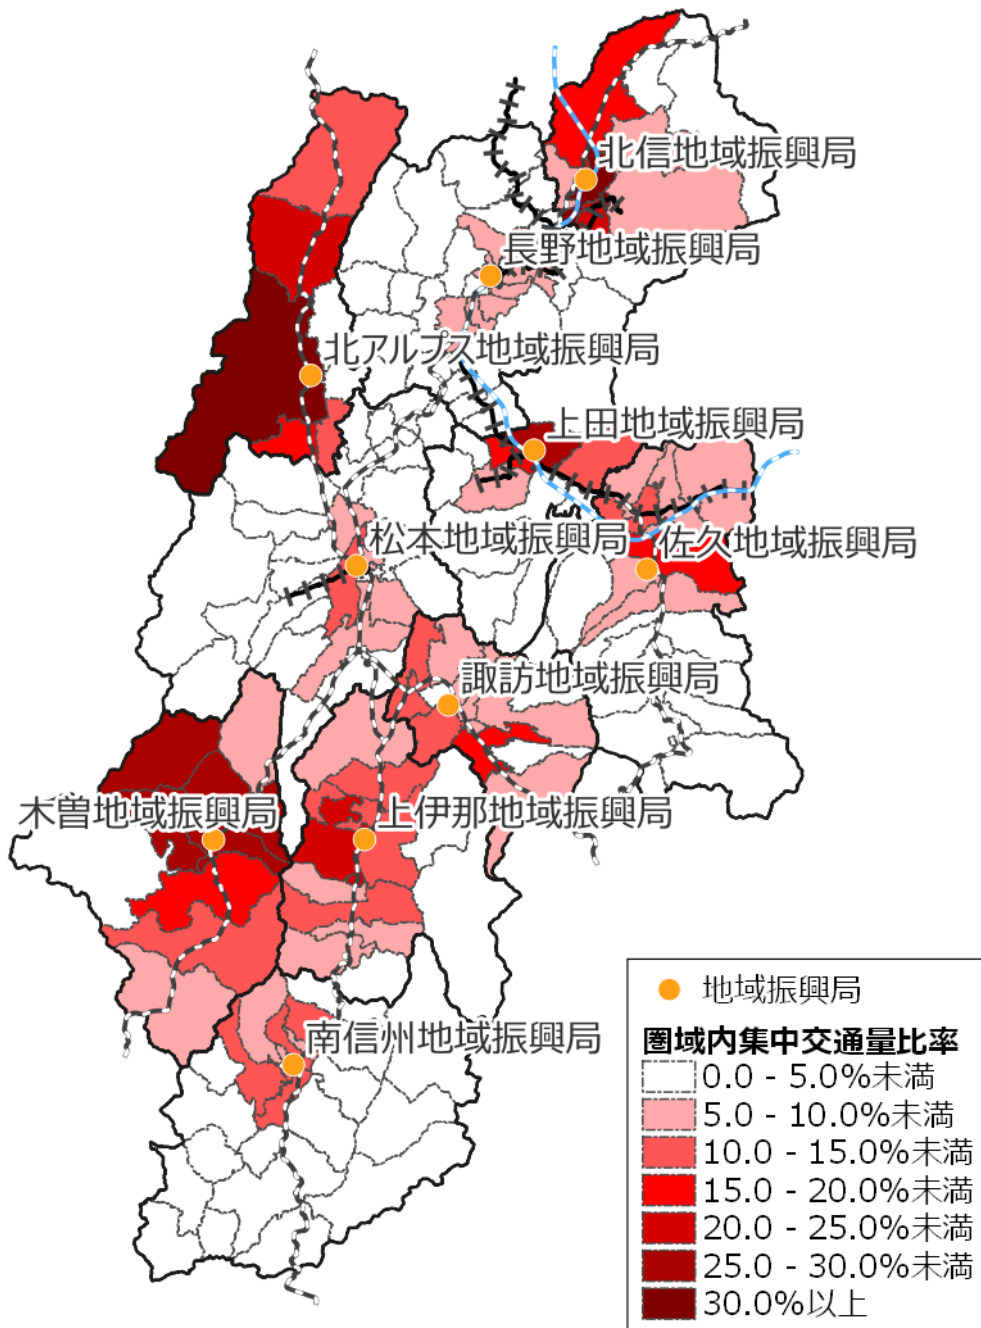 北信地域振興局
長野地域振興局
北アルプス地域振興局
上田地域振興局
松本地域振興局
佐久地域振興局
諏訪地域振興局
木曽地域振興局
上伊那地域振興局
南信州地域振興局
地域振興局
圏域内集中交通量比率
0.0 - 5.0%未満
5.0 - 10.0%未満
10.0 - 15.0%未満
15.0 - 20.0%未満
20.0 - 25.0%未満
25.0 - 30.0%未満
30.0%以上